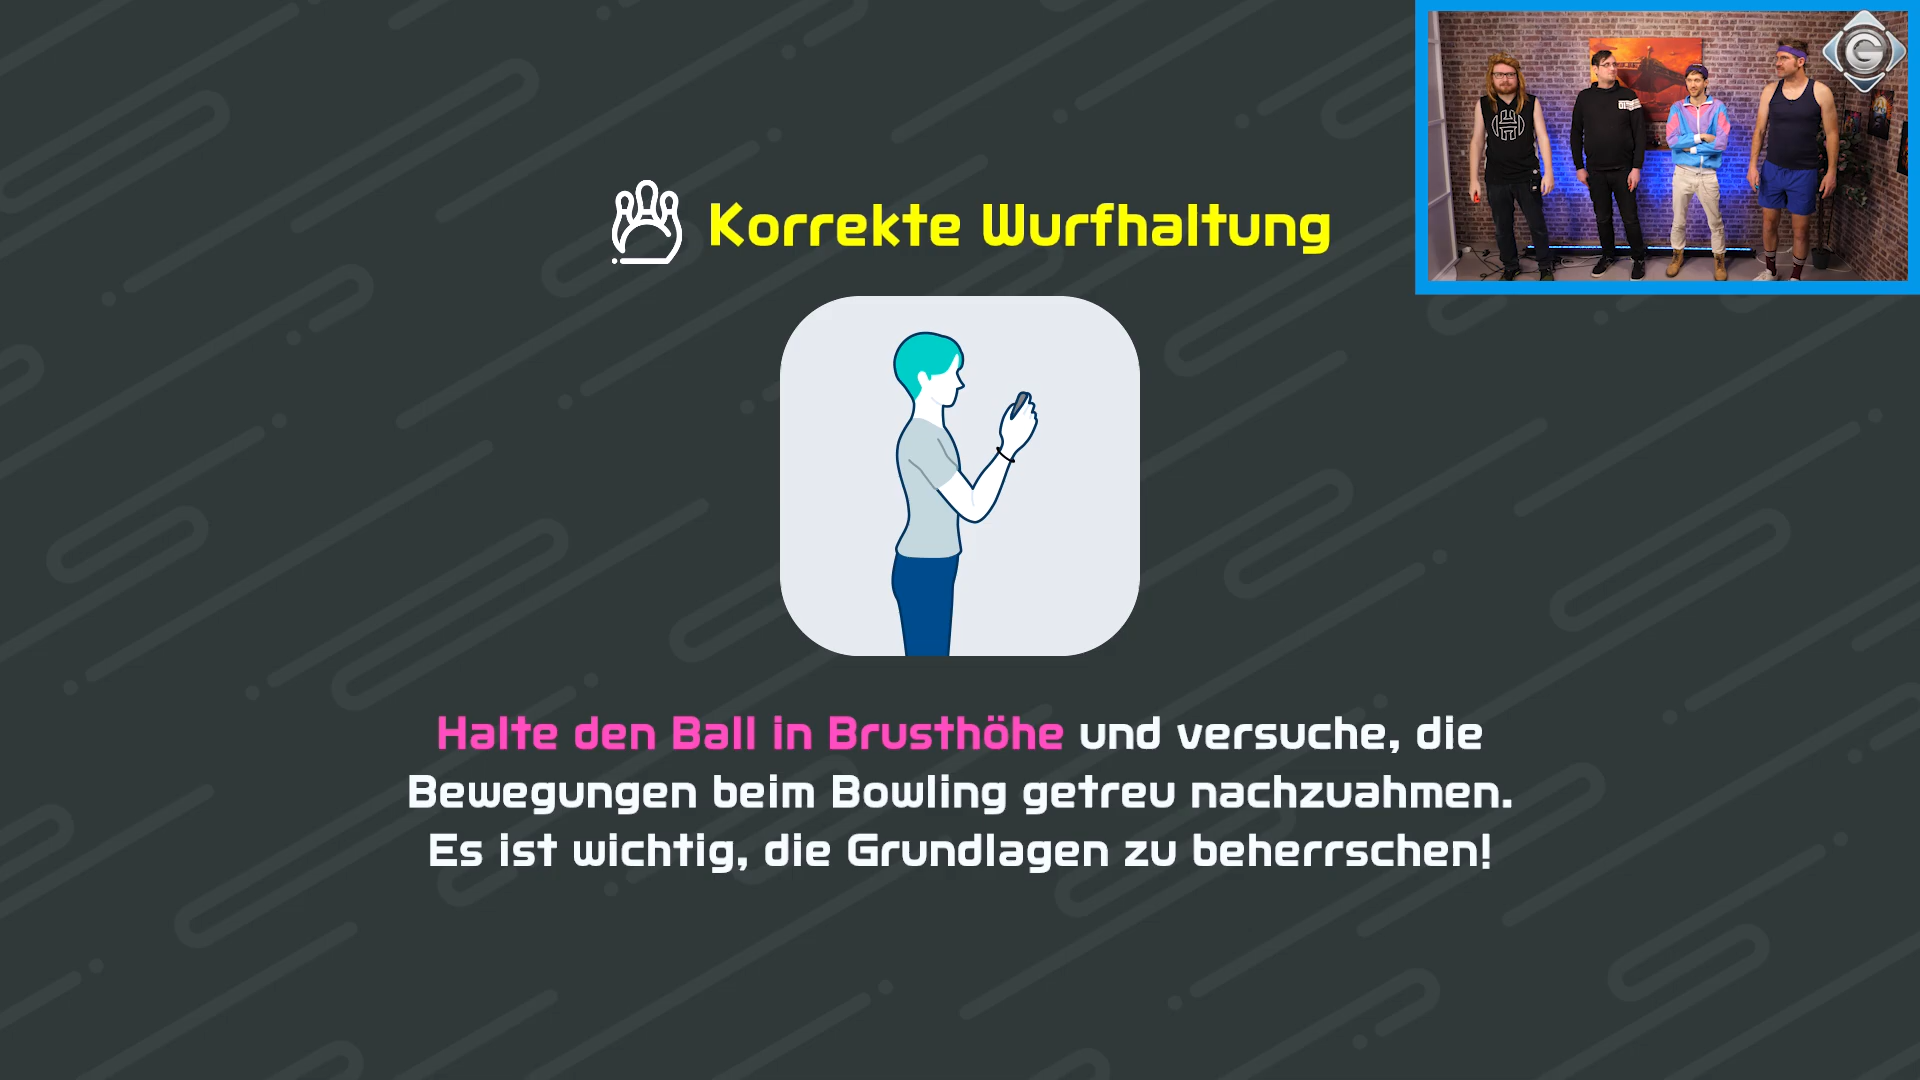 Korrekte Wurfhaltung
Halte den Ball in Brusthöhe und versuche, die
Bewegungen beim Bowling getreu nachzuahmen.
Es ist wichtig, die Grundlagen zu beherrschen!